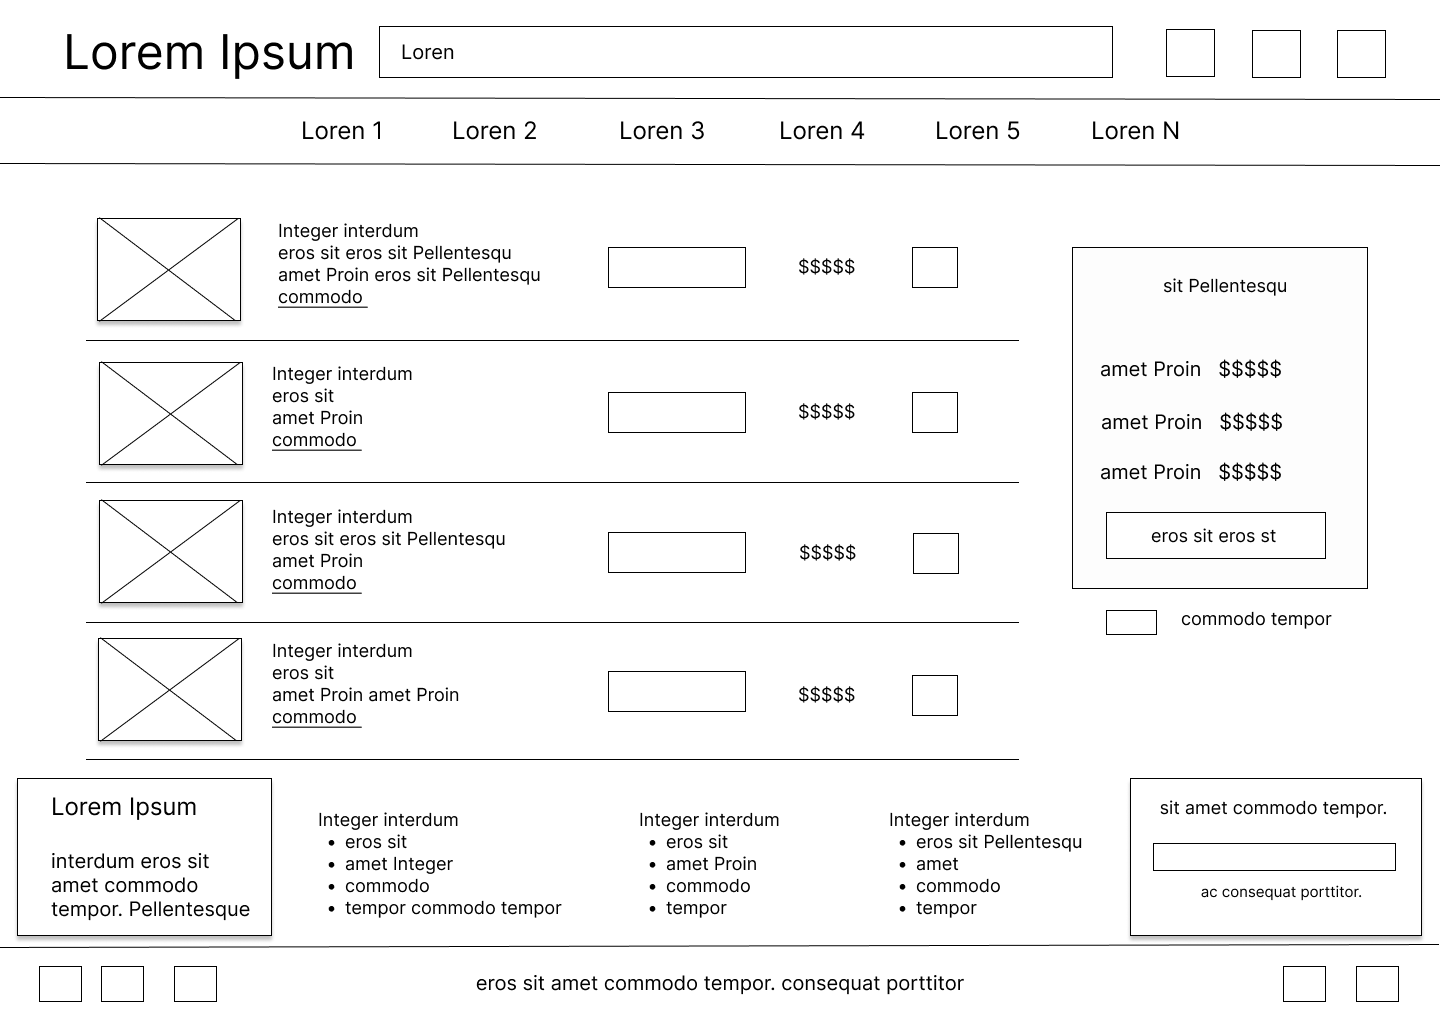 Lorem Ipsum
Loren
Loren 1
Loren 2
Loren 3
Loren 4
Loren 5
Loren N
Integer interdum
eros sit eros sit Pellentesqu
amet Proin eros sit Pellentesqu
commodo
$$$$$
Integer interdum
eros sit
amet Proin
commodo
$$$$$
Integer interdum
eros sit eros sit Pellentesqu
amet Proin
commodo
$$$$$
Integer interdum
eros sit
amet Proin amet Proin
commodo
$$$$$
sit Pellentesqu
amet Proin $$$$$
amet Proin $$$$$
amet Proin $$$$$
eros sit eros st
commodo tempor
Lorem Ipsum
interdum eros sit
amet commodo
tempor. Pellentesque
Integer interdum
• eros sit
• amet Integer
• commodo
• tempor commodo tempor
Integer interdum
• eros sit
• amet Proin
• commodo
• tempor
Integer interdum
• eros sit Pellentesqu
• amet
• commodo
• tempor
sit amet commodo tempor.
ac consequat porttitor.
eros sit amet commodo tempor. consequat porttitor